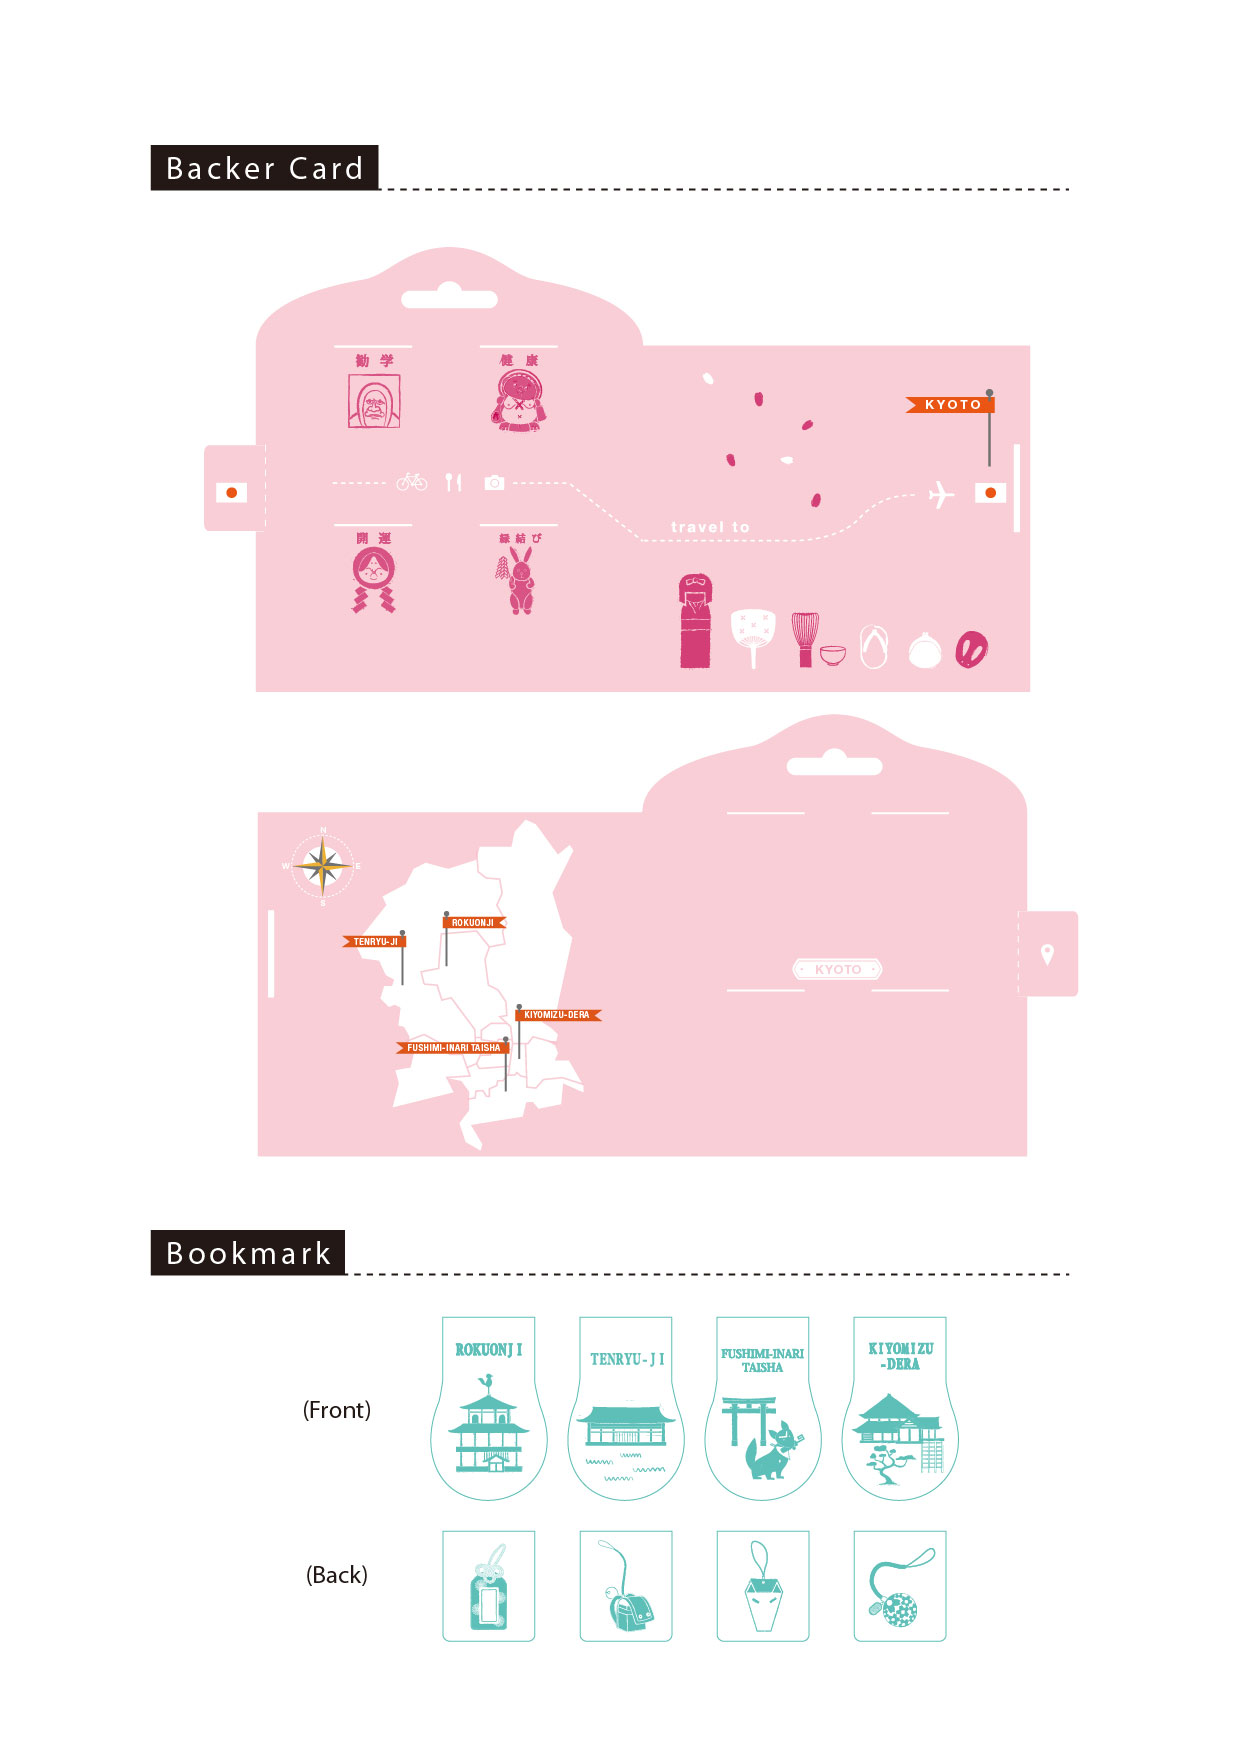 Backer Card
勧学
健康
KYOTO
travel to
開運
縁結び
N
W
E
S
ROKUONJI
TENRYU-JI
KIYOMIZU-DERA
FUSHIMI-INARI TAISHA
KYOTO
Bookmark
(Front)
ROKUONJI
TENRYU-JI
FUSHIMI-INARI
TAISHA
KIYOMIZU
-DERA
(Back)